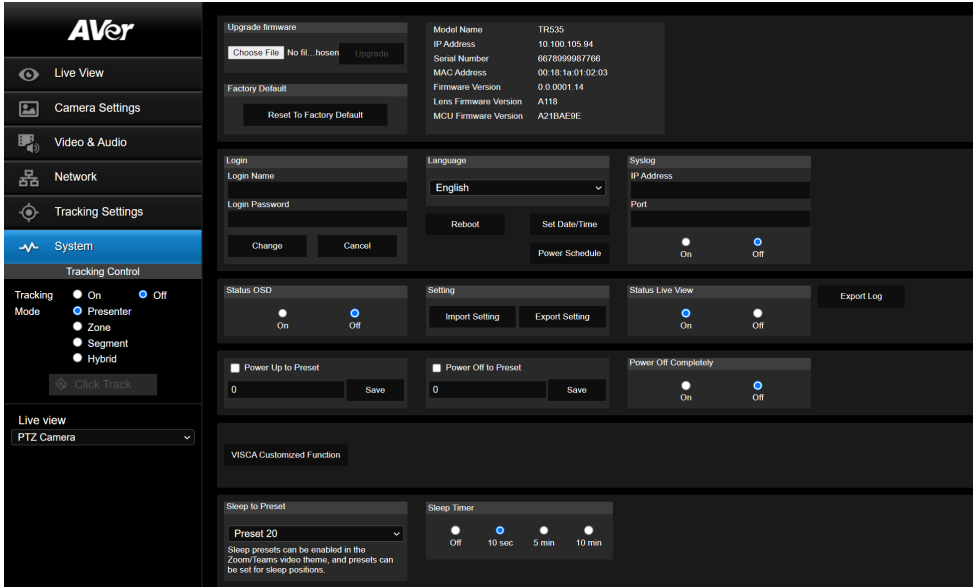 AVer
Live View
Camera Settings
Video & Audio
Network
Tracking Settings
System
Tracking Control
Tracking On Off
Mode Presenter
Zone
Segment
Hybrid
Click Track
Live view
PTZ Camera
Upgrade firmware
Choose File No fil...hosen Upgrade
Factory Default
Reset To Factory Default
Model Name TR535
IP Address 10.100.105.94
Serial Number 6678999987766
MAC Address 00:18:1a:01:02:03
Firmware Version 0.0.0001.14
Lens Firmware Version A118
MCU Firmware Version A21BAE9E
Login
Login Name
Login Password
Change Cancel
Language
English
Reboot Set Date/Time
Power Schedule
Syslog
IP Address
Port
On Off
Status OSD
On Off
Setting
Import Setting Export Setting
Status Live View
On Off
Export Log
Power Up to Preset
0 Save
Power Off to Preset
0 Save
Power Off Completely
On Off
VISCA Customized Function
Sleep to Preset
Preset 20
Sleep presets can be enabled in the
Zoom/Teams video theme, and presets can
be set for sleep positions.
Sleep Timer
Off 10 sec 5 min 10 min